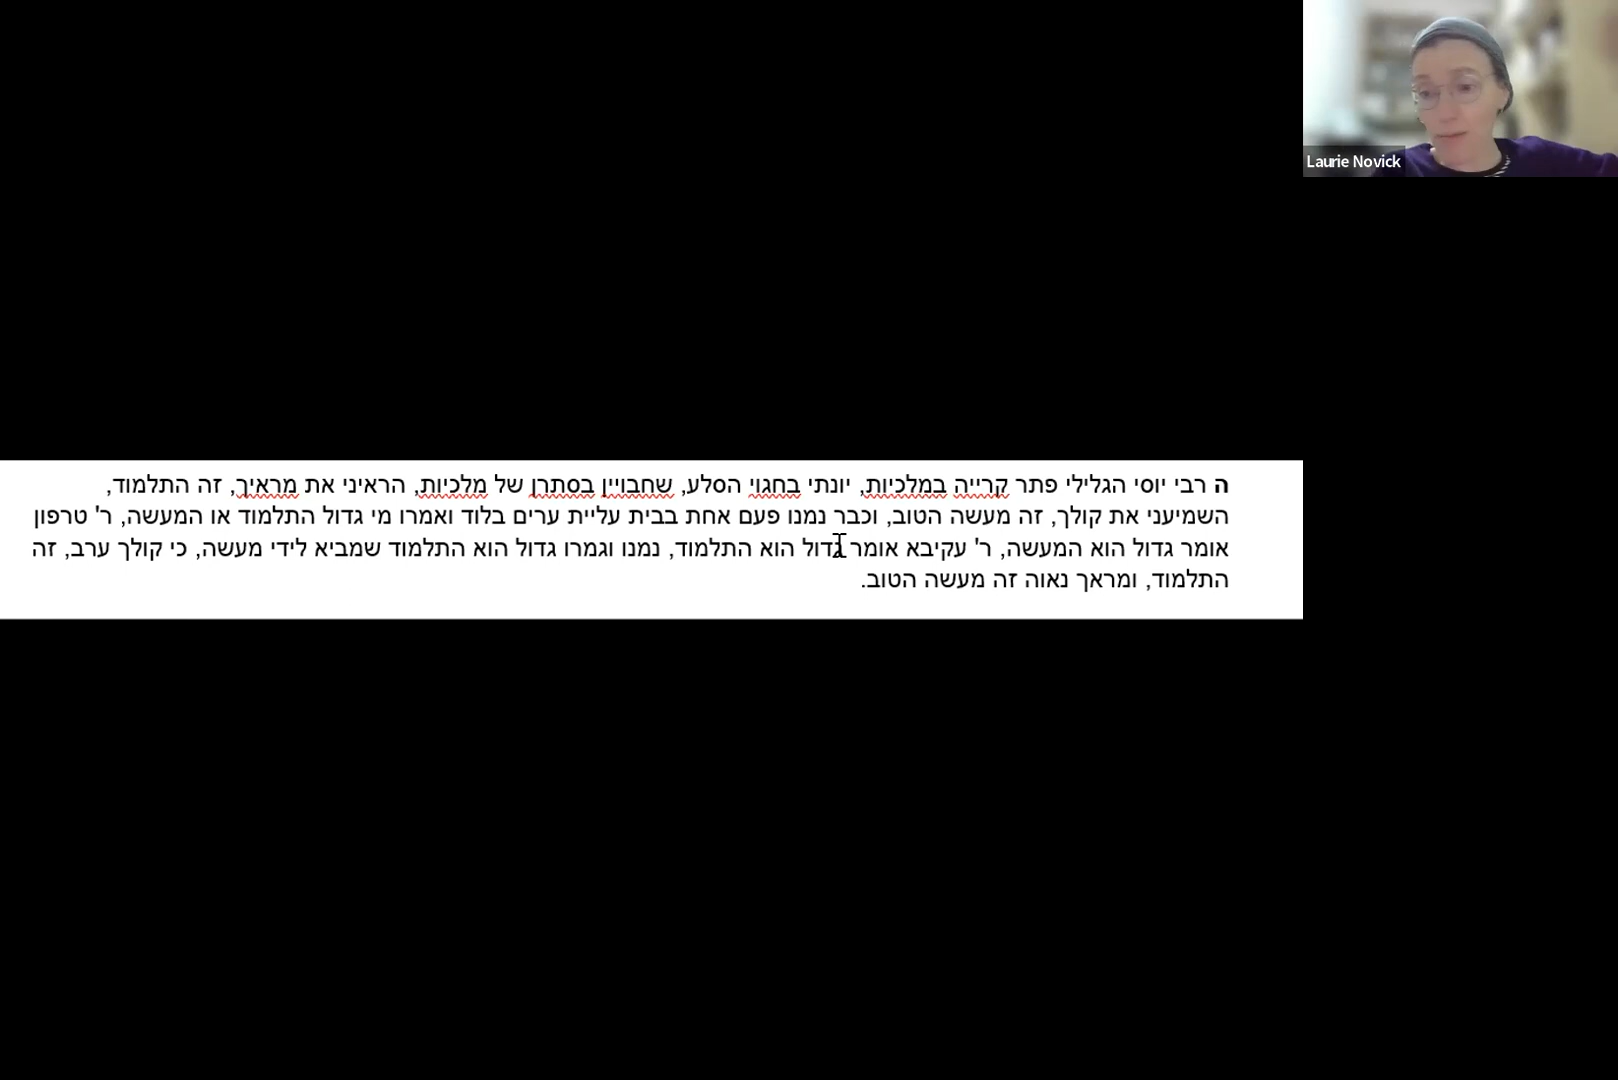 Laurie Novick
ה רבי יוסי הגלילי פתר קרייה במלכיות, יונתי בחגוי הסלע, שחבויין בסתרן של מלכיות, הראיני את מראיך, זה התלמוד,
השמיעני את קולך, זה מעשה הטוב, וכבר נמנו פעם אחת בבית עליית ערים בלוד ואמרו מי גדול התלמוד או המעשה, ר' טרפון
אומר גדול הוא המעשה, ר' עקיבא אומר גדול הוא התלמוד, נמנו וגמרו גדול הוא התלמוד שמביא לידי מעשה, כי קולך ערב, זה
התלמוד, ומראך נאוה זה מעשה הטוב.